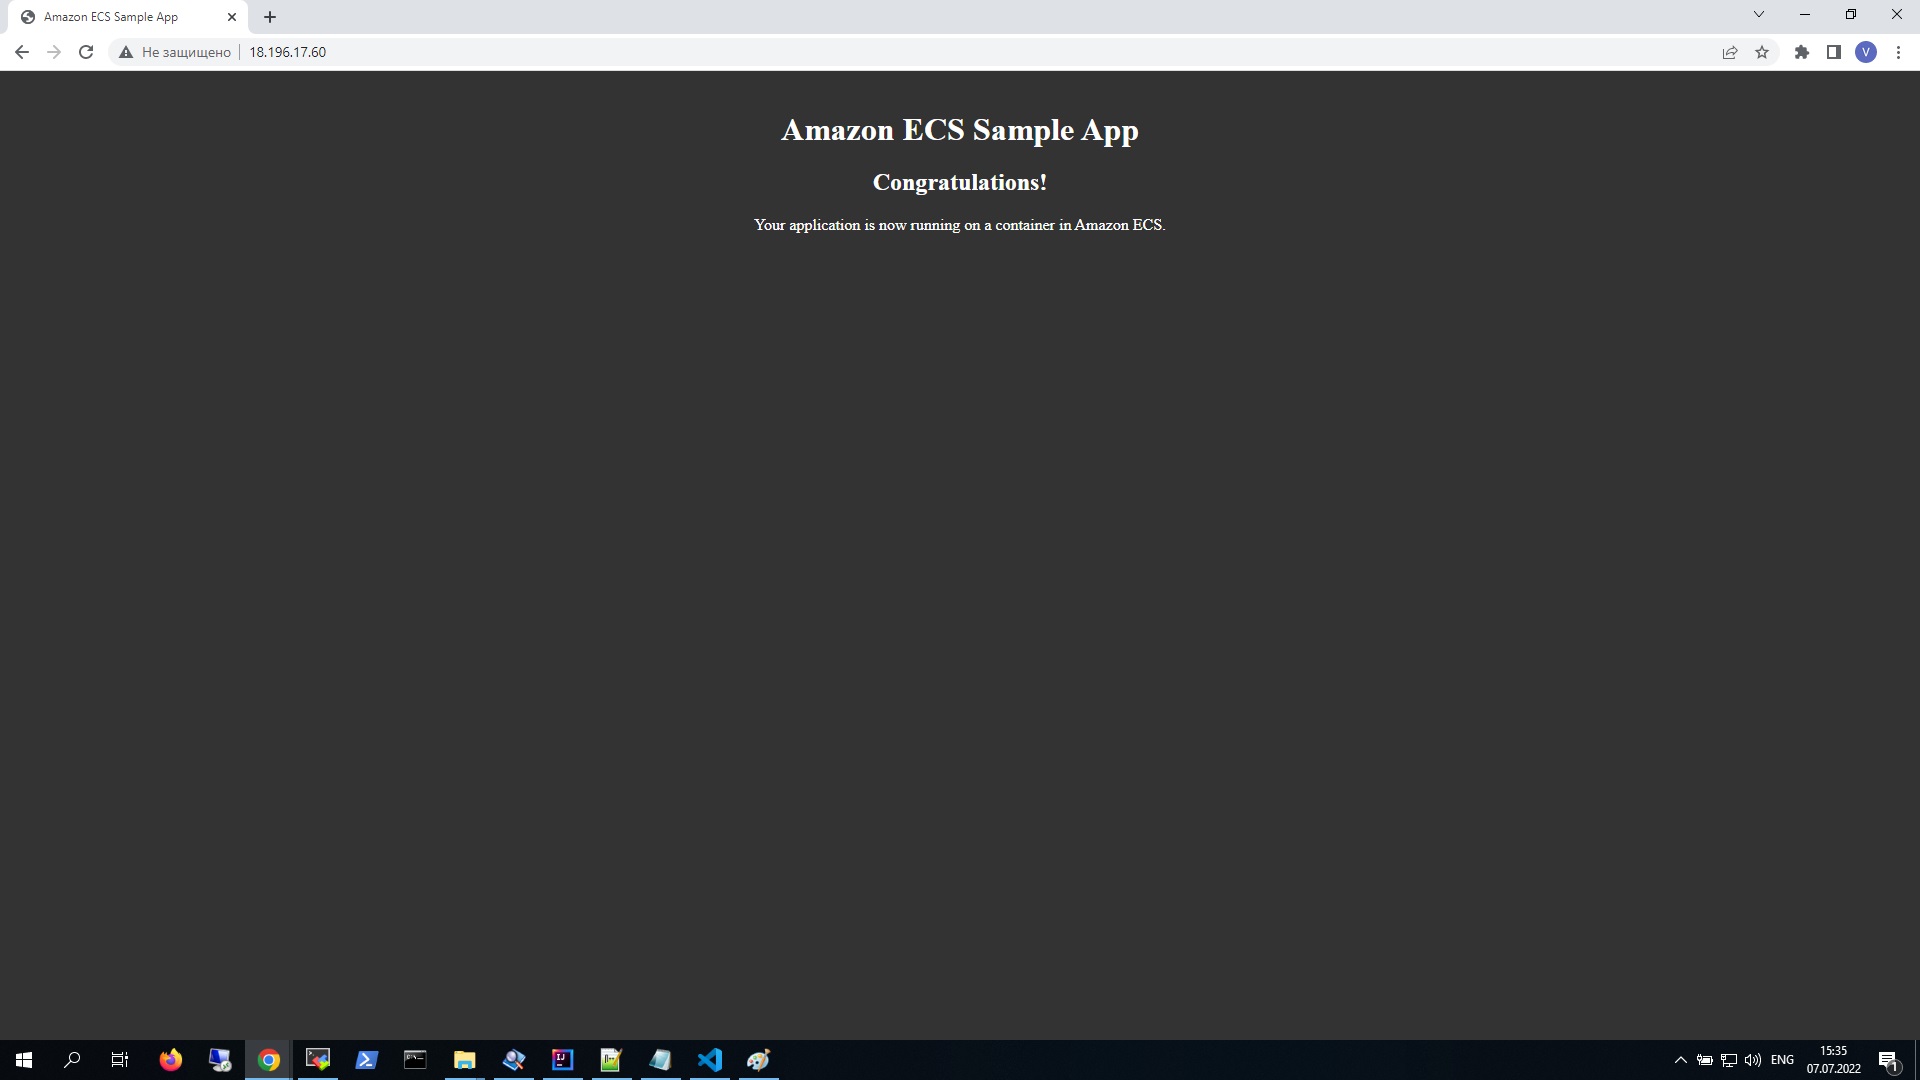 Amazon ECS Sample App
Не защищено 18.196.17.60
V
Amazon ECS Sample App
Congratulations!
Your application is now running on a container in Amazon ECS.
ENG
15:35
07.07.2022
1